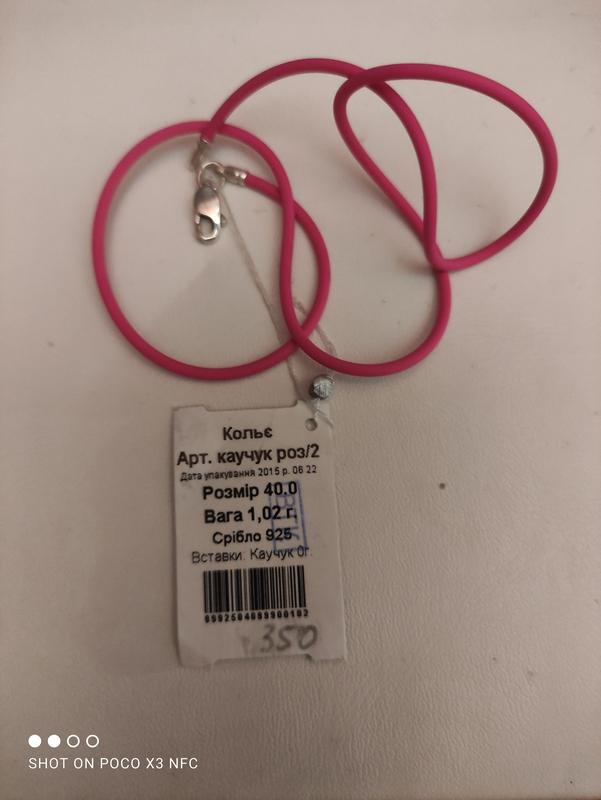 Кольє
Арт. каучук роз/2
Дата упакування 2015 р. 06 22
Розмір 40.0
Вага 1,02 г.
Срібло 925
Вставки: Каучук 0г.
350
SHOT ON POCO X3 NFC